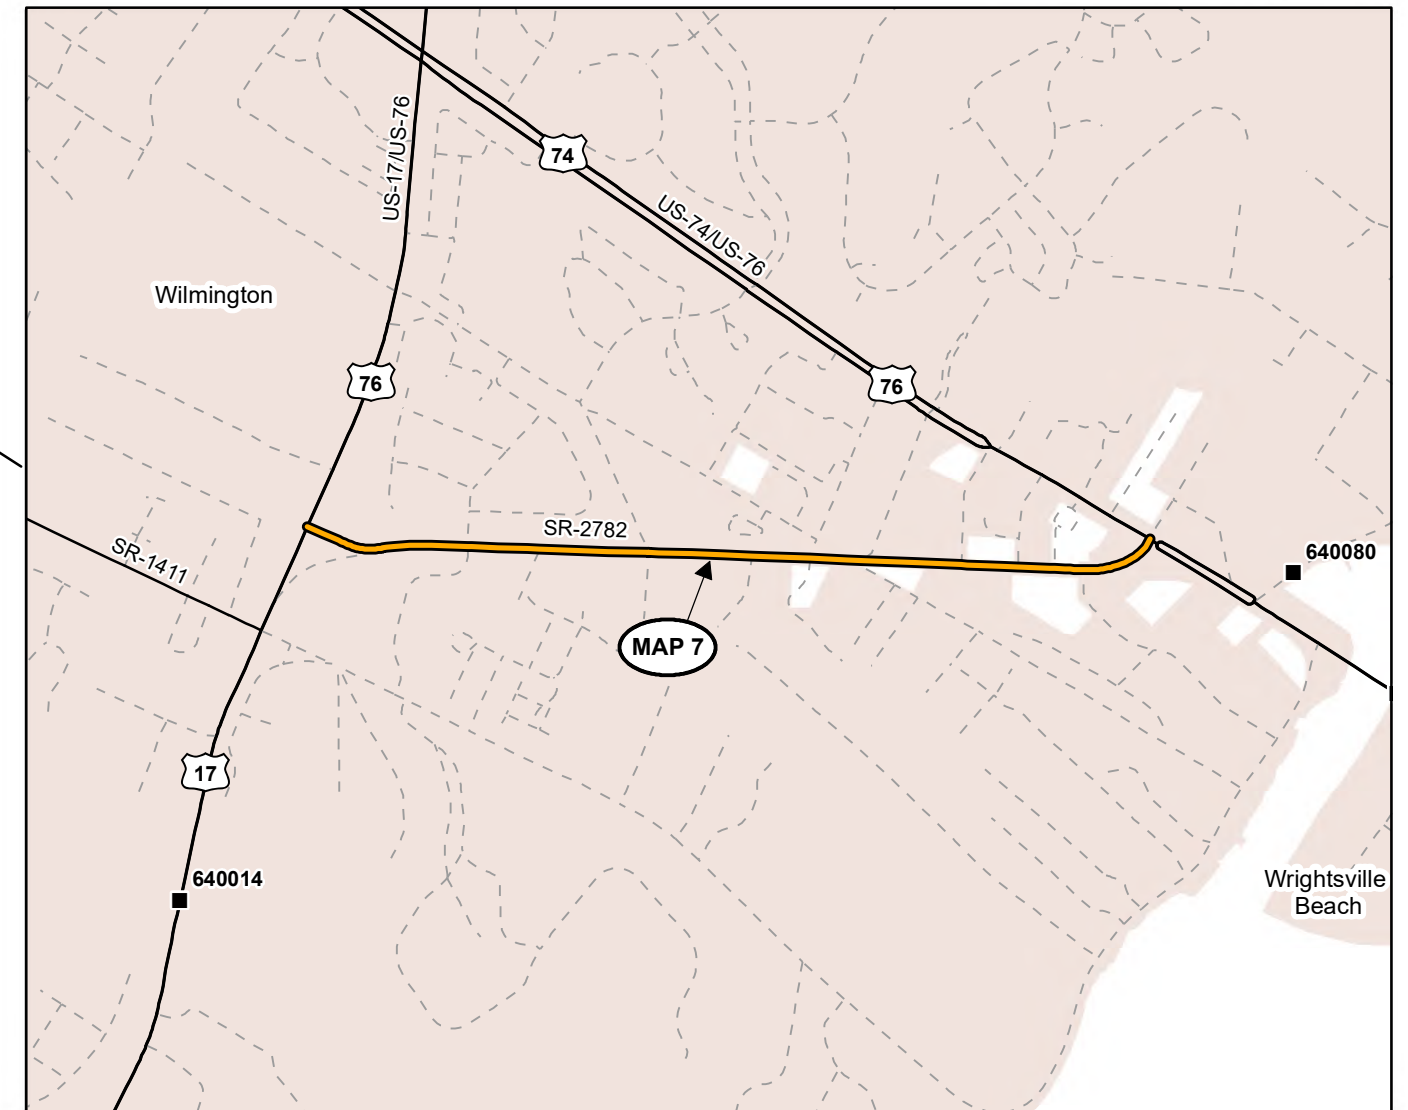 US-17/US-76
74
US-74/US-76
Wilmington
76
76
SR-2782
SR-1411
640080
MAP 7
17
640014
Wrightsville
Beach